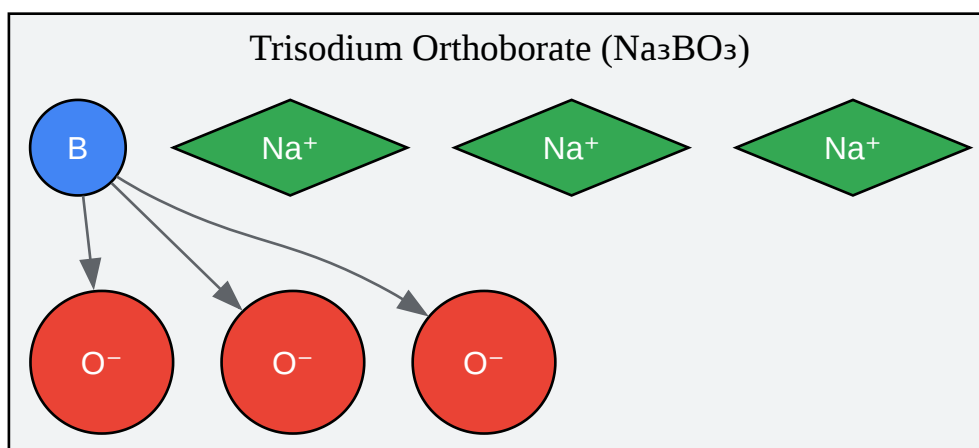 Trisodium Orthoborate (Na₃BO₃)
B Na⁺ Na⁺ Na⁺
O⁻ O⁻ O⁻